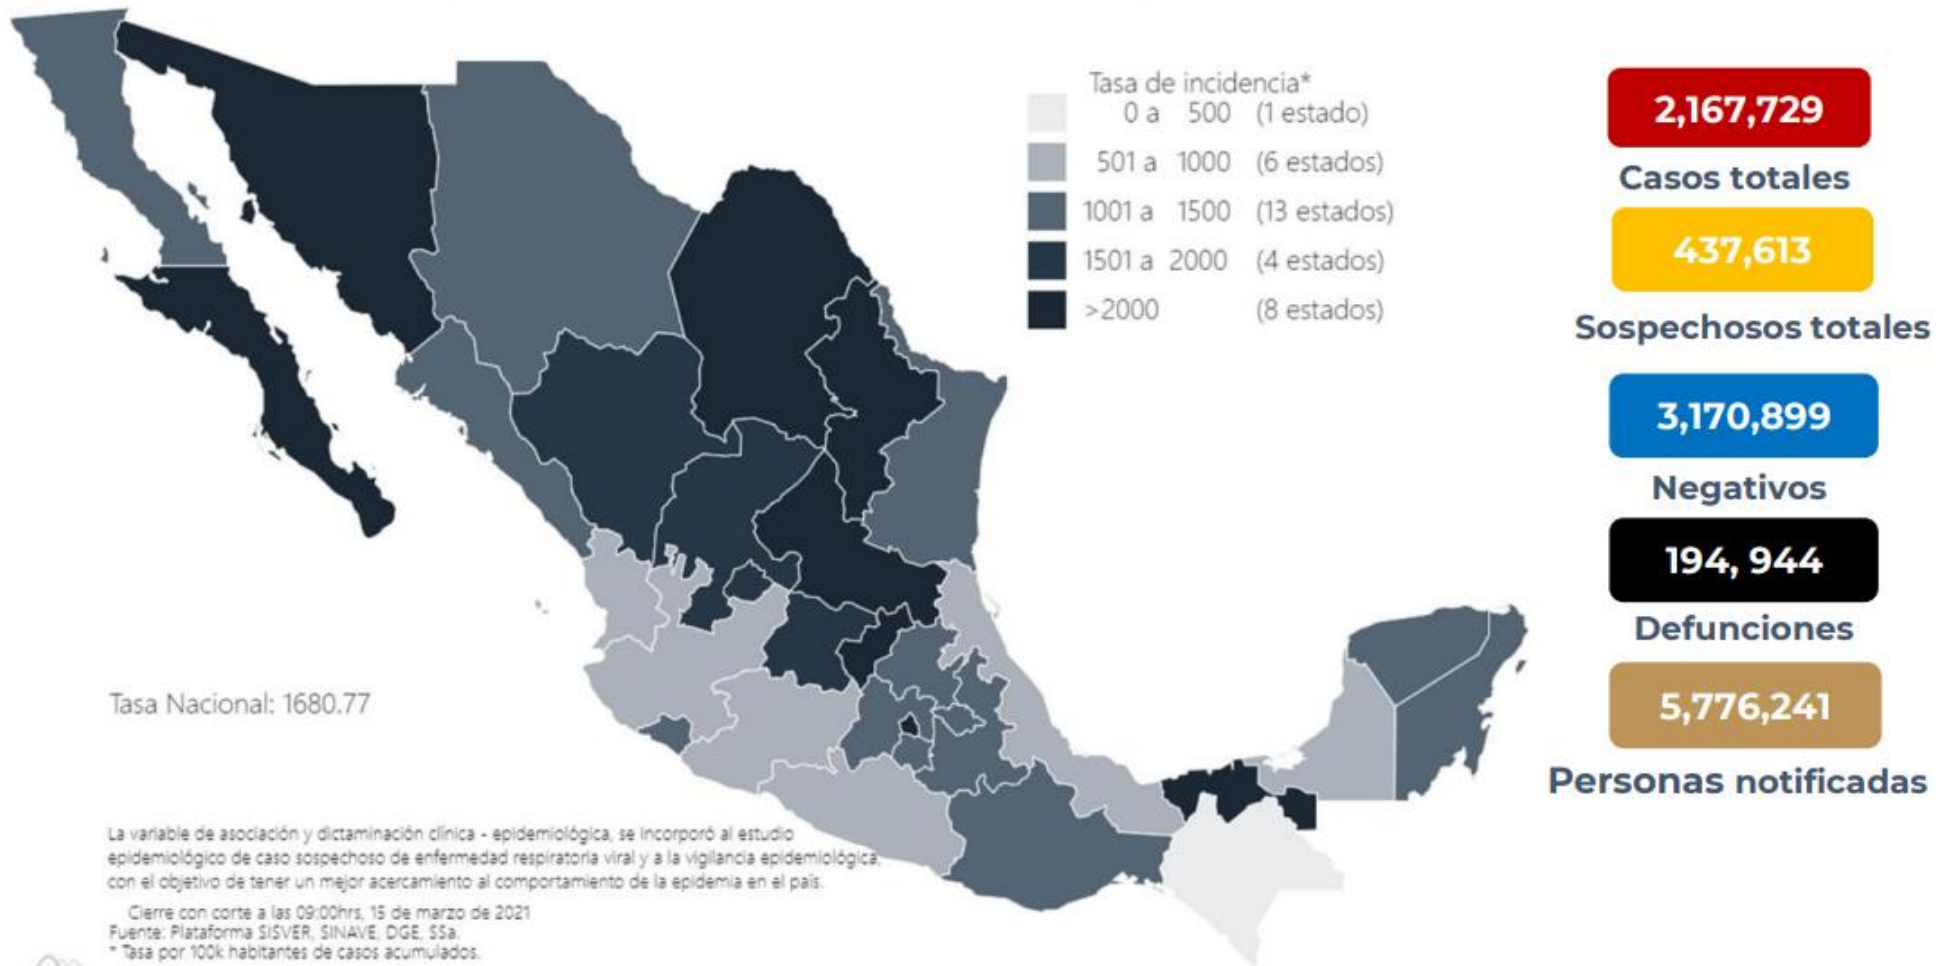 Tasa de incidencia*
0 a 500 (1 estado)
501 a 1000 (6 estados)
1001 a 1500 (13 estados)
1501 a 2000 (4 estados)
>2000 (8 estados)
2,167,729
Casos totales
437,613
Sospechosos totales
3,170,899
Negativos
194, 944
Defunciones
5,776,241
Personas notificadas
Tasa Nacional: 1680.77
La variable de asociación y dictaminación clínica - epidemiológica, se incorporó al estudio
epidemiológico de caso sospechoso de enfermedad respiratoria viral y a la vigilancia epidemiológica,
con el objetivo de tener un mejor acercamiento al comportamiento de la epidemia en el país.
Cierre con corte a las 09:00hrs, 15 de marzo de 2021
Fuente: Plataforma SISVER, SINAVE, DGE, SSa.
* Tasa por 100k habitantes de casos acumulados.